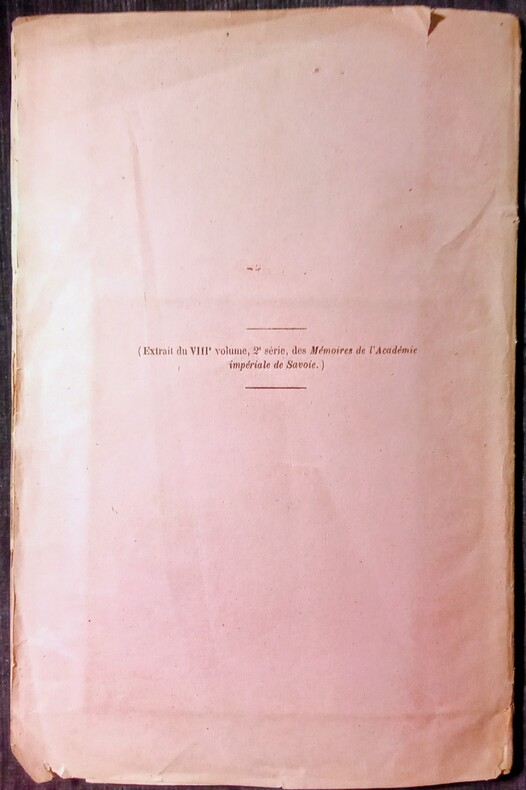 (Extrait du VIIIᵉ volume, 2ᵉ série, des Mémoires de l'Académie
impériale de Savoie.)